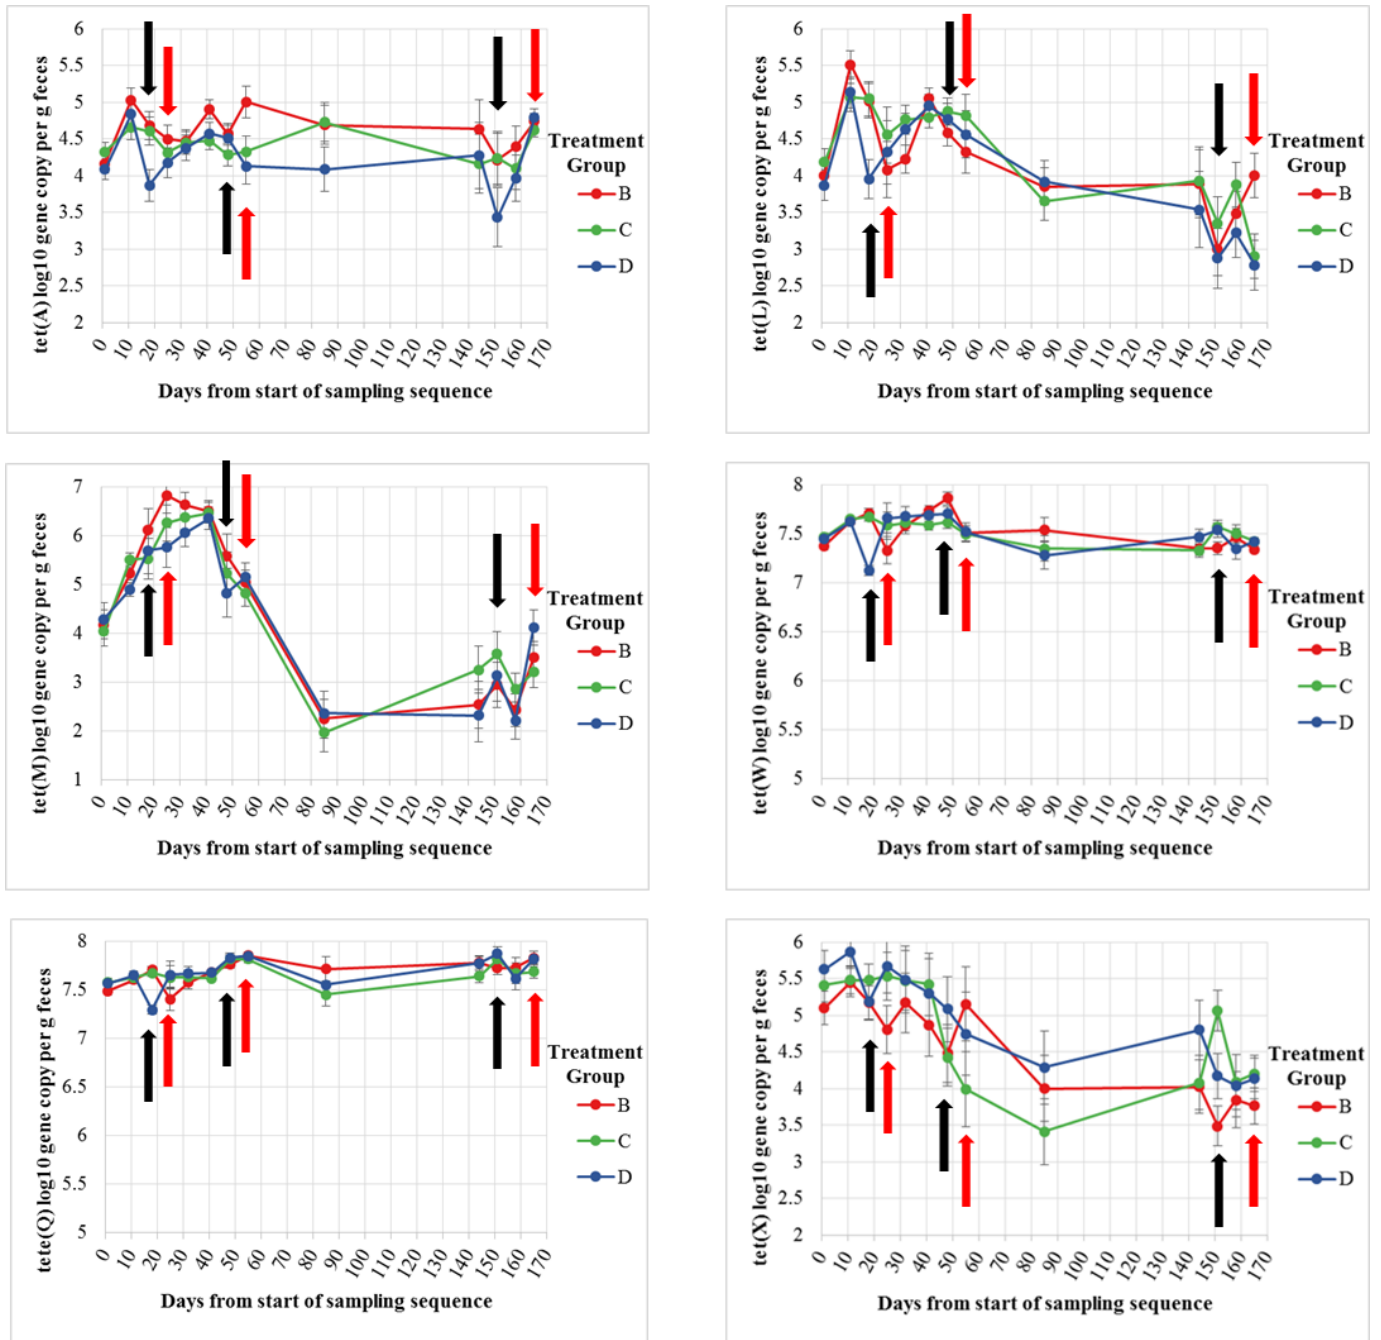 tet(A) log10 gene copy per g feces
6
5.5
5
4.5
4
3.5
3
2.5
2
0 10 20 30 40 50 60 70 80 90 100 110 120 130 140 150 160 170
Days from start of sampling sequence
Treatment
Group
B
C
D
tet(L) log10 gene copy per g feces
6
5.5
5
4.5
4
3.5
3
2.5
2
0 10 20 30 40 50 60 70 80 90 100 110 120 130 140 150 160 170
Days from start of sampling sequence
Treatment
Group
B
C
D
tet(M) log10 gene copy per g feces
7
6
5
4
3
2
1
0 10 20 30 40 50 60 70 80 90 100 110 120 130 140 150 160 170
Days from start of sampling sequence
Treatment
Group
B
C
D
tet(W) log10 gene copy per g feces
8
7.5
7
6.5
6
5.5
5
0 10 20 30 40 50 60 70 80 90 100 110 120 130 140 150 160 170
Days from start of sampling sequence
Treatment
Group
B
C
D
tete(Q) log10 gene copy per g feces
8
7.5
7
6.5
6
5.5
5
0 10 20 30 40 50 60 70 80 90 100 110 120 130 140 150 160 170
Days from start of sampling sequence
Treatment
Group
B
C
D
tet(X) log10 gene copy per g feces
6
5.5
5
4.5
4
3.5
3
2.5
2
0 10 20 30 40 50 60 70 80 90 100 110 120 130 140 150 160 170
Days from start of sampling sequence
Treatment
Group
B
C
D